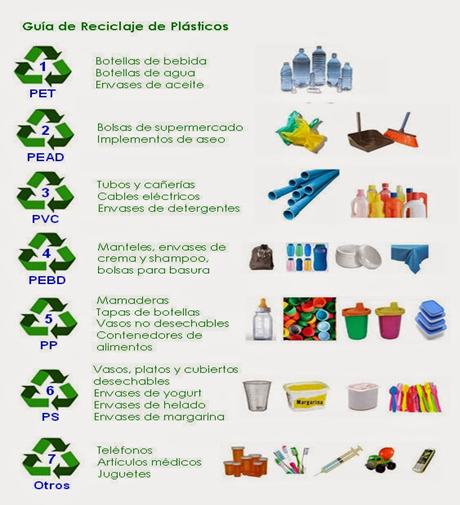 Guía de Reciclaje de Plásticos
1
PET
Botellas de bebida
Botellas de agua
Envases de aceite
2
PEAD
Bolsas de supermercado
Implementos de aseo
3
PVC
Tubos y cañerías
Cables eléctricos
Envases de detergentes
4
PEBD
Manteles, envases de
crema y shampoo,
bolsas para basura
5
PP
Mamaderas
Tapas de botellas
Vasos no desechables
Contenedores de
alimentos
6
PS
Vasos, platos y cubiertos
desechables
Envases de yogurt
Envases de helado
Envases de margarina
Margarina
7
Otros
Teléfonos
Artículos médicos
Juguetes